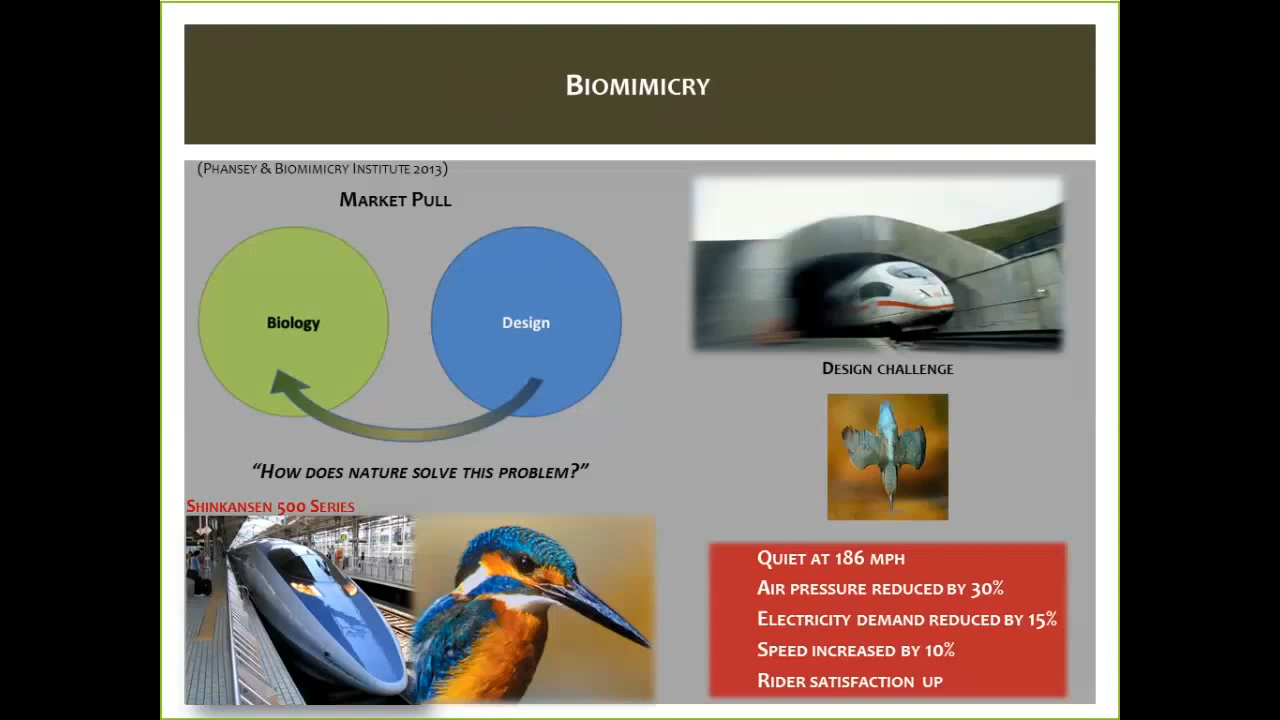 Biomimicry
(Phansey & Biomimicry Institute 2013)
Market Pull
Biology
Design
“How does nature solve this problem?”
Shinkansen 500 Series
Design challenge
Quiet at 186 mph
Air pressure reduced by 30%
Electricity demand reduced by 15%
Speed increased by 10%
Rider satisfaction up